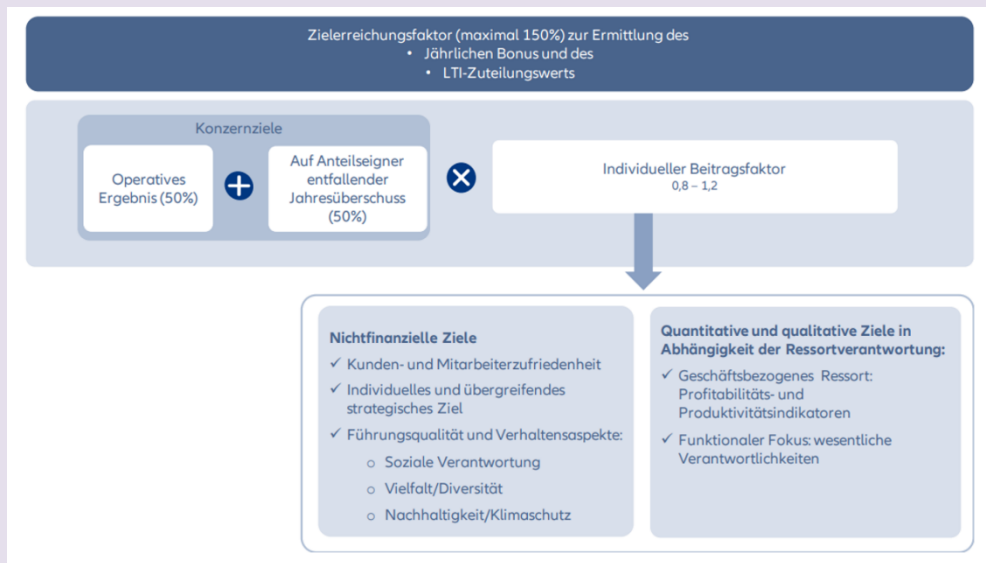 Zielerreichungsfaktor (maximal 150%) zur Ermittlung des
• Jährlichen Bonus und des
• LTI-Zuteilungswerts
Konzernziele
Operatives
Ergebnis (50%)
+
Auf Anteilseigner
entfallender
Jahresüberschuss
(50%)
×
Individueller Beitragsfaktor
0,8 – 1,2
Nichtfinanzielle Ziele
✓ Kunden- und Mitarbeiterzufriedenheit
✓ Individuelles und übergreifendes
strategisches Ziel
✓ Führungsqualität und Verhaltensaspekte:
o Soziale Verantwortung
o Vielfalt/Diversität
o Nachhaltigkeit/Klimaschutz
Quantitative und qualitative Ziele in
Abhängigkeit der Ressortverantwortung:
✓ Geschäftsbezogenes Ressort:
Profitabilitäts- und
Produktivitätsindikatoren
✓ Funktionaler Fokus: wesentliche
Verantwortlichkeiten